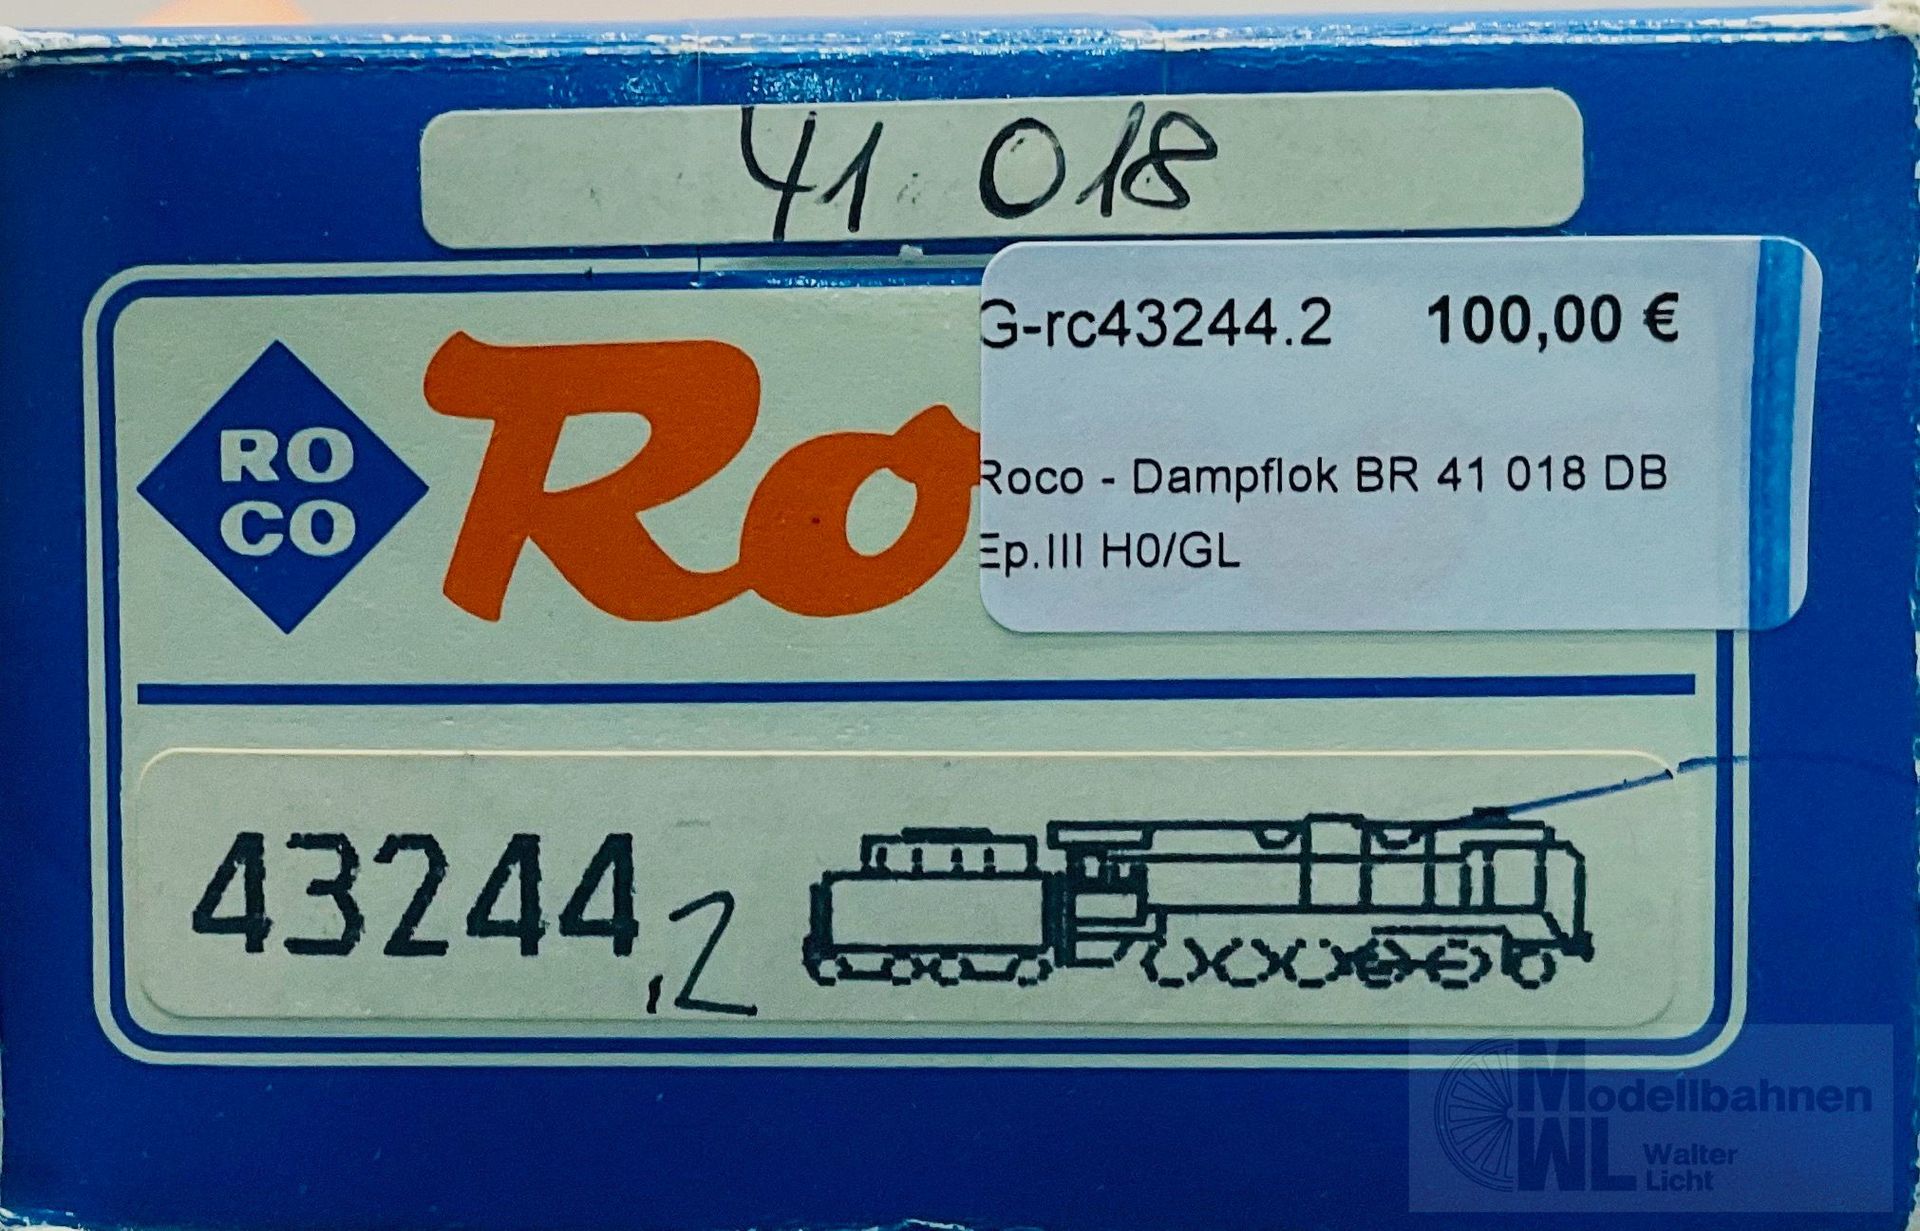 41 018
G-rc43244.2 100,00 €
Roco - Dampflok BR 41 018 DB
Ep.III H0/GL
RO
CO
Ro
43244,2
Modellbahnen
WL Walter
Licht